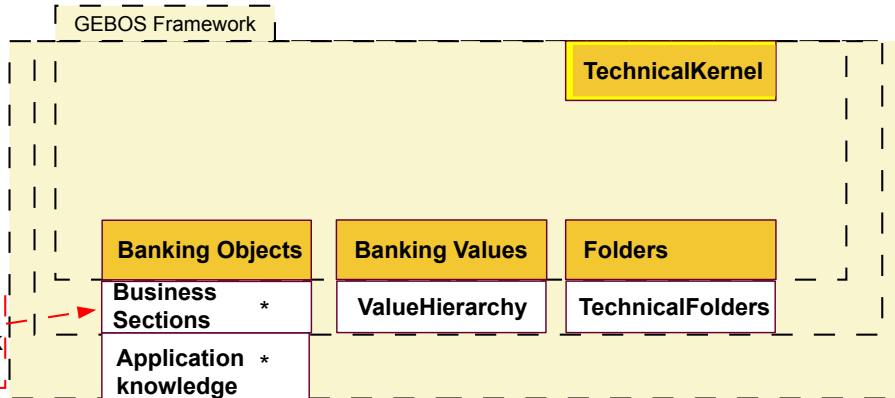 GEBOS Framework
TechnicalKernel
Banking Objects
Banking Values
Folders
Business
Sections *
ValueHierarchy
TechnicalFolders
Application *
knowledge